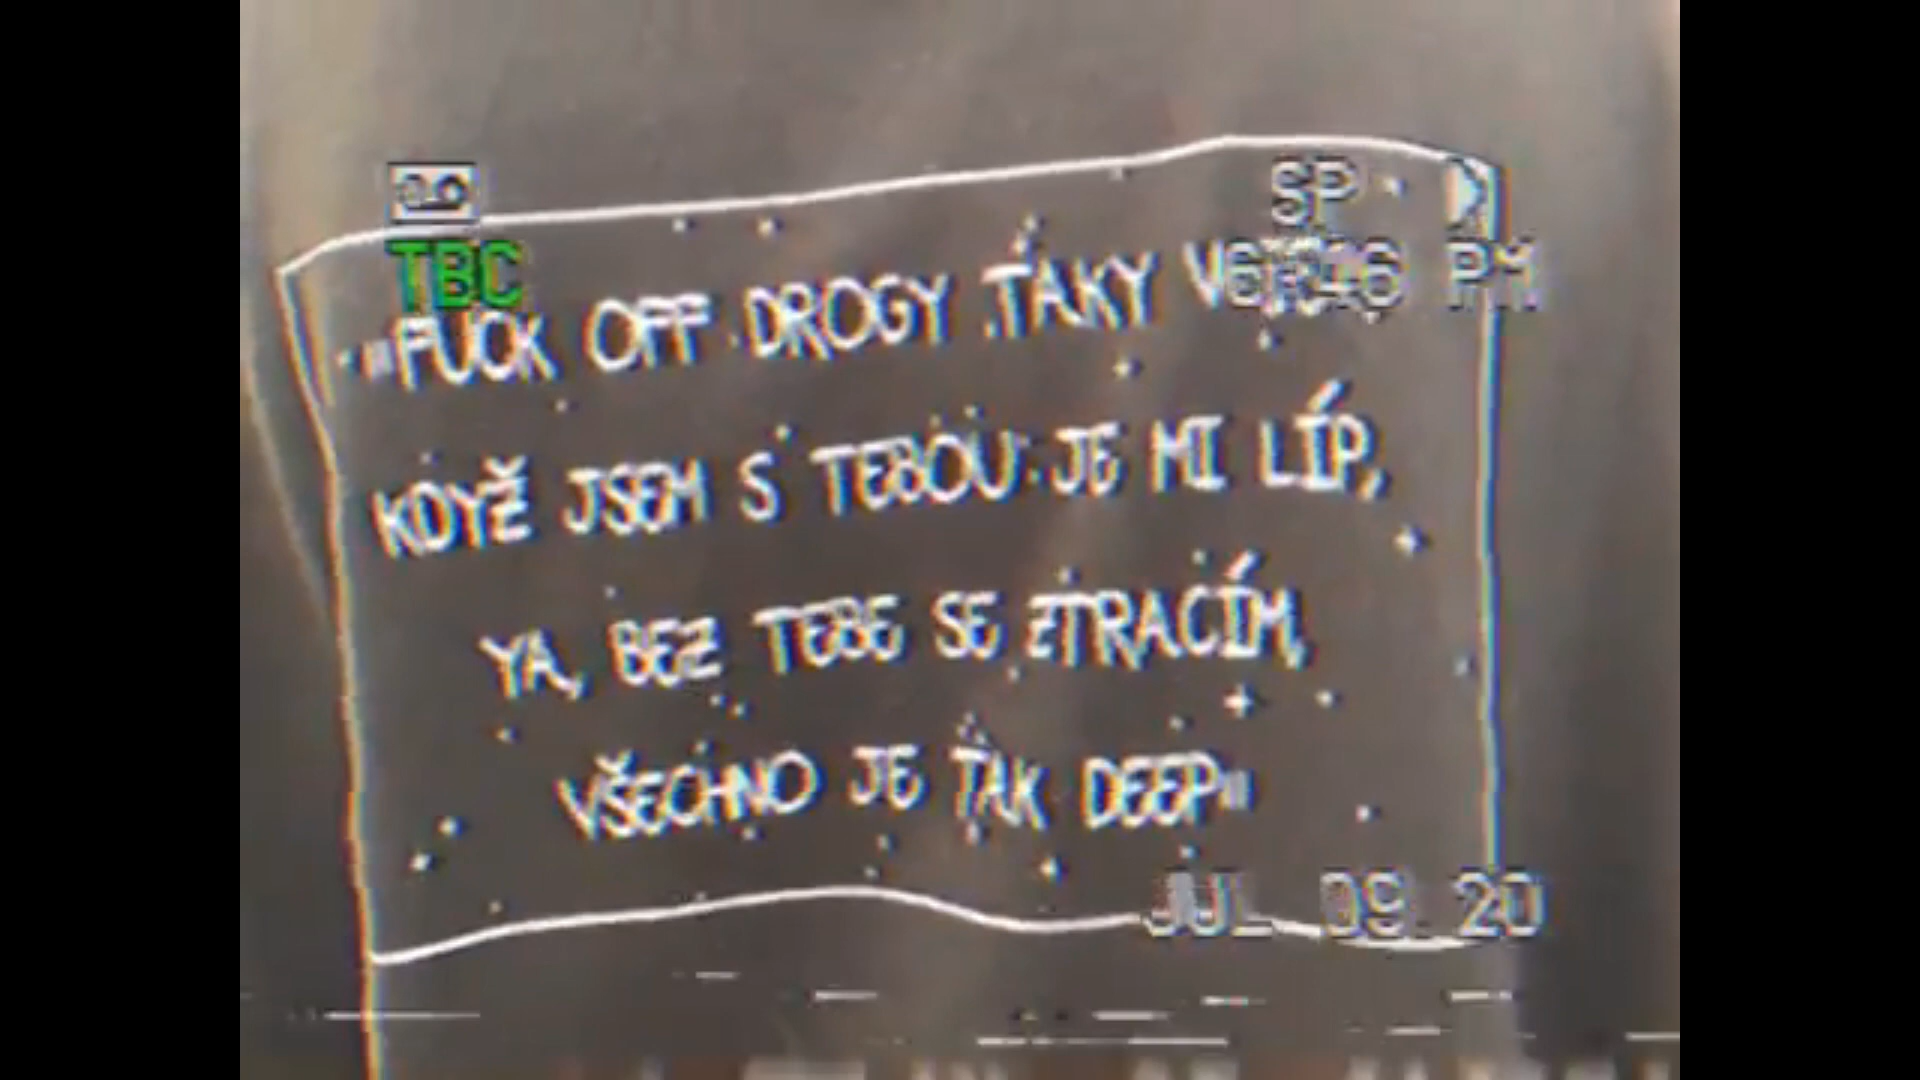 SP
TBC
PM
"FUCK OFF DROGY TAKY
KDYŽ JSEM S TEBOU JE MI LÍP,
YA, BEZ TEBE SE ZTRACÍM,
VŠECHNO JE TAK DEEP"
JUL 09 20